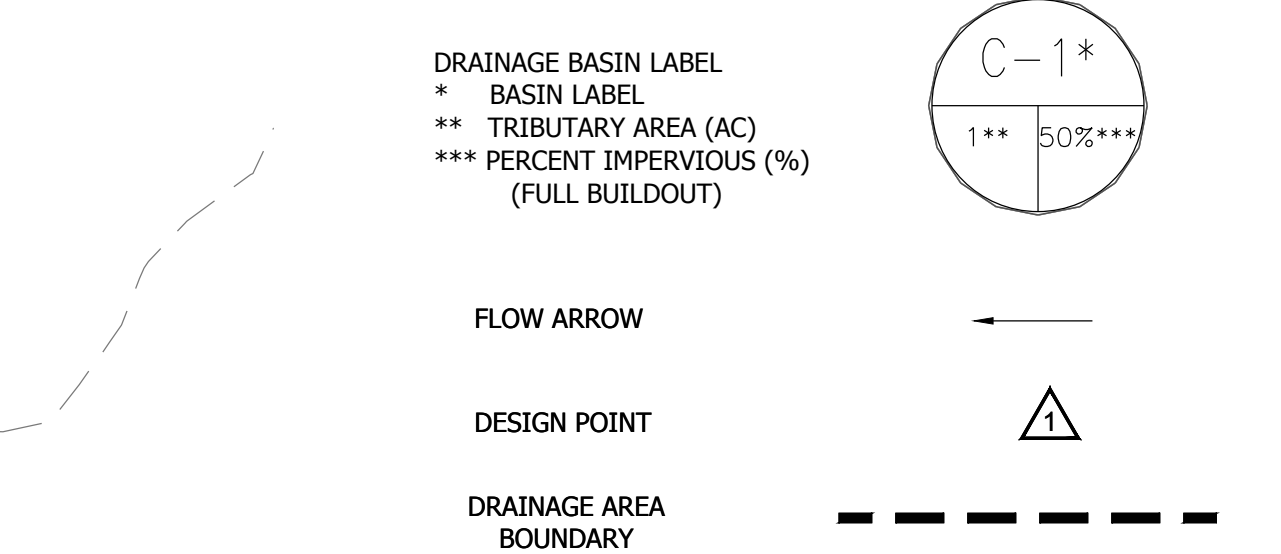 DRAINAGE BASIN LABEL
* BASIN LABEL
** TRIBUTARY AREA (AC)
*** PERCENT IMPERVIOUS (%)
(FULL BUILDOUT)
C-1*
1**
50%***
FLOW ARROW
DESIGN POINT
1
DRAINAGE AREA
BOUNDARY